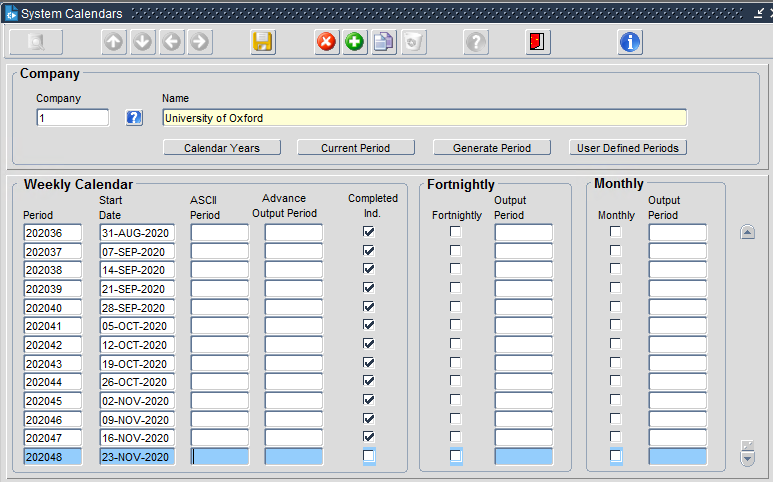 System Calendars
Company
Company Name
1 University of Oxford
Calendar Years Current Period Generate Period User Defined Periods
Weekly Calendar Fortnightly Monthly
Period Start Date ASCII Period Advance Output Period Completed Ind. Fortnightly Output Period Monthly Output Period
202036 31-AUG-2020
202037 07-SEP-2020
202038 14-SEP-2020
202039 21-SEP-2020
202040 28-SEP-2020
202041 05-OCT-2020
202042 12-OCT-2020
202043 19-OCT-2020
202044 26-OCT-2020
202045 02-NOV-2020
202046 09-NOV-2020
202047 16-NOV-2020
202048 23-NOV-2020